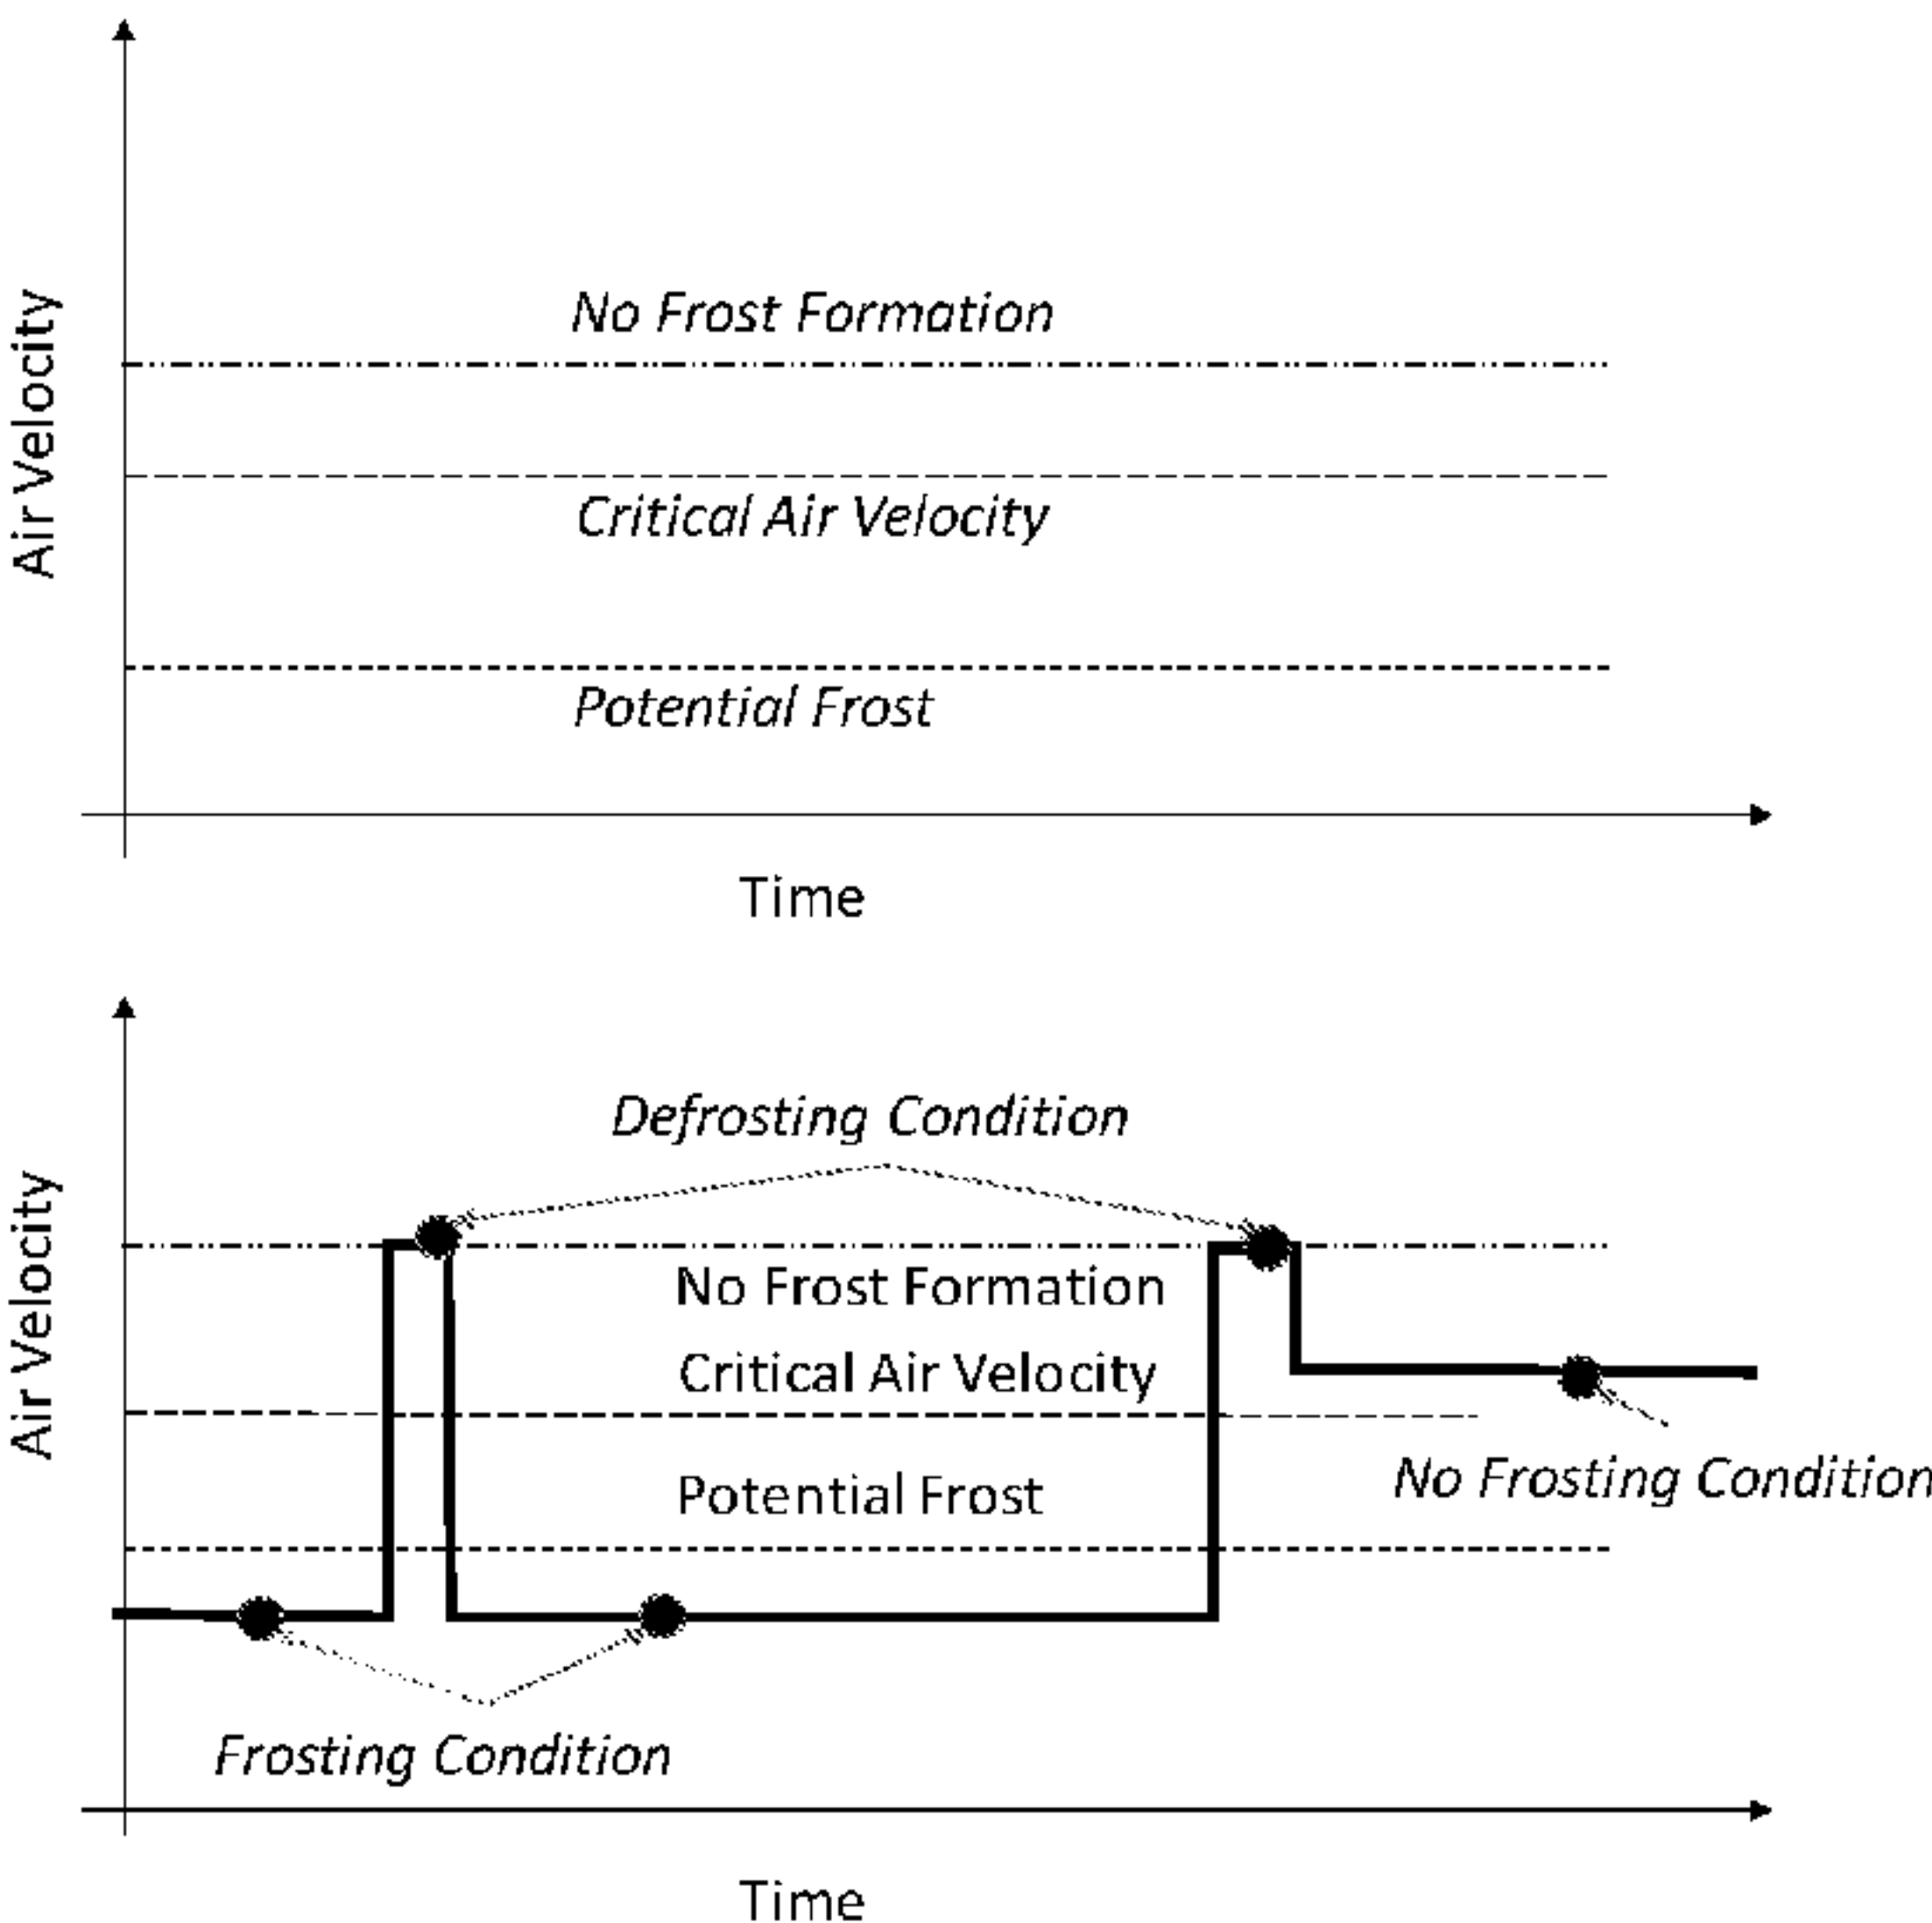 No Frost Formation
Air Velocity
Critical Air Velocity
Potential Frost
Time
Defrosting Condition
Air Velocity
No Frost Formation
Critical Air Velocity
Potential Frost
No Frosting Condition
Frosting Condition
Time